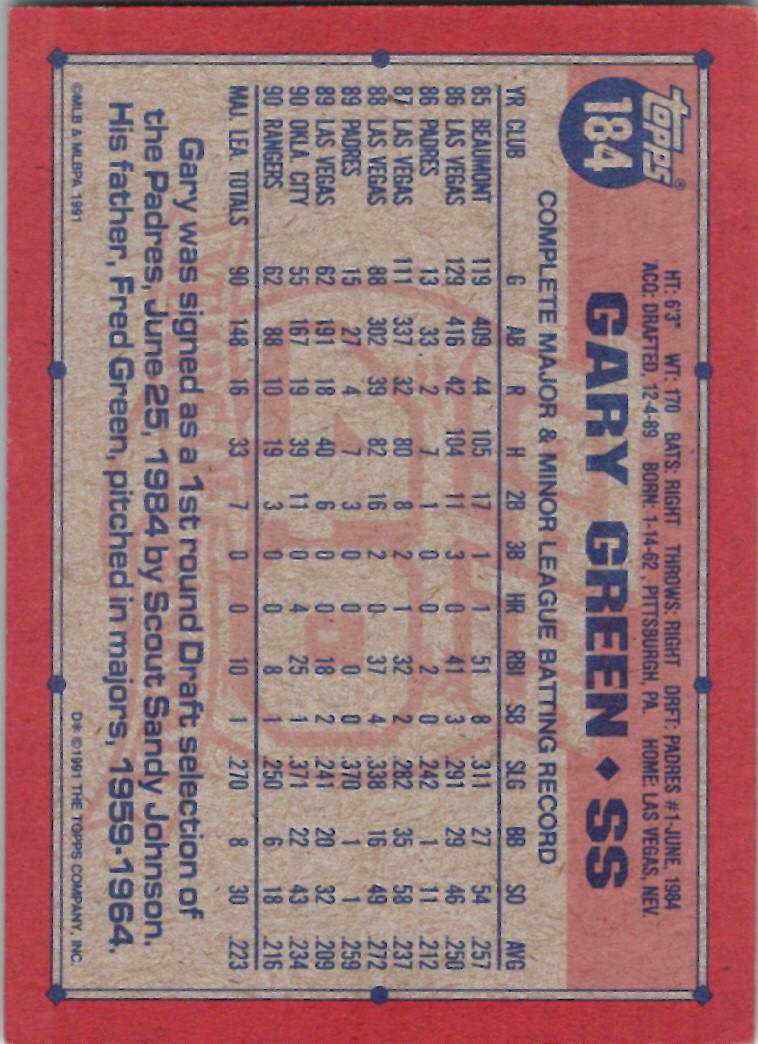 topps®
184
HT: 6'3" WT: 170 BATS: RIGHT THROWS: RIGHT DRFT: PADRES #1-JUNE, 1984
ACQ: DRAFTED, 12-4-89 BORN: 1-14-62, PITTSBURGH, PA. HOME: LAS VEGAS, NEV.
GARY GREEN ♦ SS
COMPLETE MAJOR & MINOR LEAGUE BATTING RECORD
YR CLUB G AB R H 2B 3B HR RBI SB SLG BB SO AVG
85 BEAUMONT 119 409 44 105 17 1 1 51 8 .311 27 54 .257
86 LAS VEGAS 129 416 42 104 11 3 0 41 3 .291 29 46 .250
86 PADRES 13 33 2 7 1 0 0 2 0 .242 1 11 .212
87 LAS VEGAS 111 337 32 80 8 2 1 32 2 .282 35 58 .237
88 LAS VEGAS 88 302 39 82 16 2 0 37 4 .338 16 49 .272
89 PADRES 15 27 4 7 3 0 0 0 0 .370 1 1 .259
89 LAS VEGAS 62 191 18 40 6 0 0 18 2 .241 20 32 .209
90 OKLA. CITY 55 167 19 39 11 0 4 25 1 .371 22 43 .234
90 RANGERS 62 88 10 19 3 0 0 8 1 .250 6 18 .216
MAJ. LEA. TOTALS 90 148 16 33 7 0 0 10 1 .270 8 30 .223
Gary was signed as a 1st round Draft selection of
the Padres, June 25, 1984 by Scout Sandy Johnson.
His father, Fred Green, pitched in majors, 1959-1964.
©MLB & MLBPA 1991 D* ©1991 THE TOPPS COMPANY, INC.